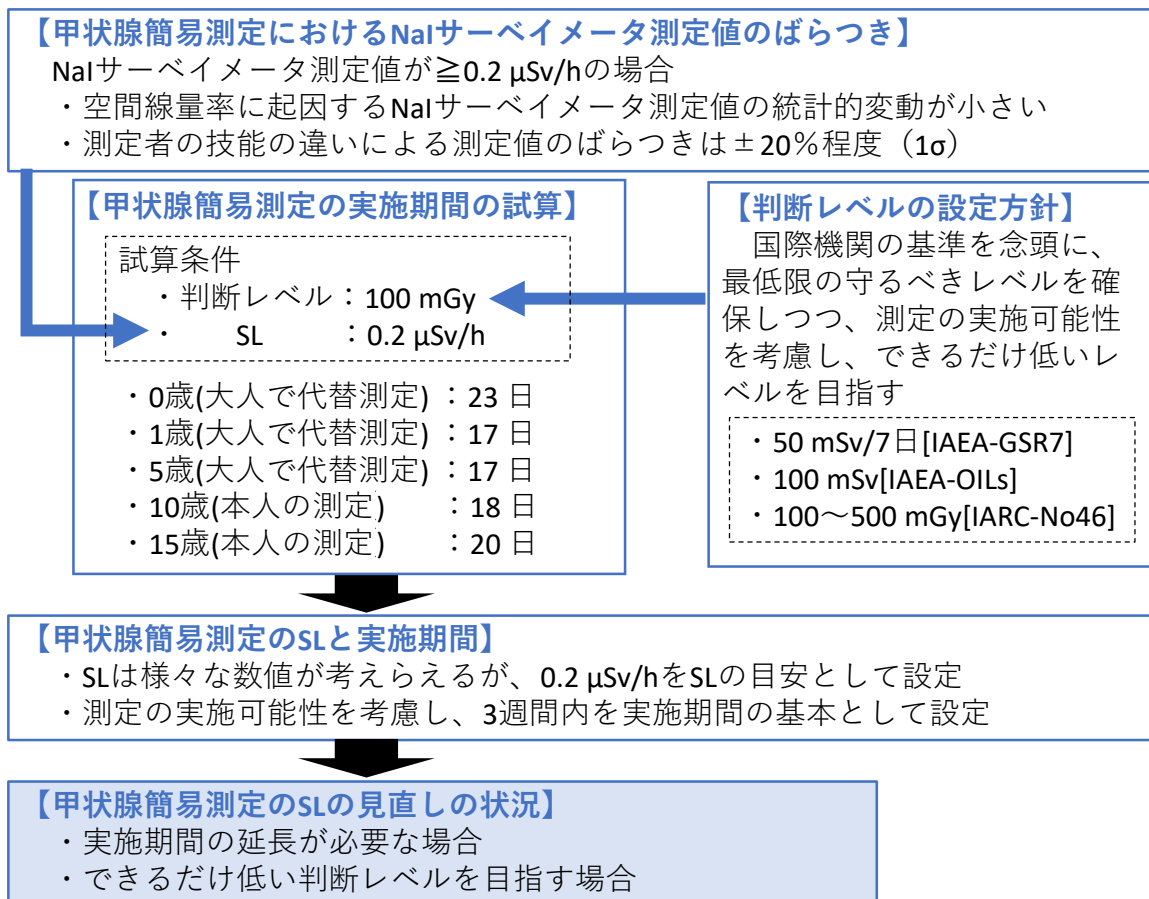 【甲状腺簡易測定におけるNaIサーベイメータ測定値のばらつき】
NaIサーベイメータ測定値が≧0.2 μSv/hの場合
・空間線量率に起因するNaIサーベイメータ測定値の統計的変動が小さい
・測定者の技能の違いによる測定値のばらつきは±20%程度（1σ）
【甲状腺簡易測定の実施期間の試算】
試算条件
・判断レベル：100 mGy
・ SL ：0.2 μSv/h
・0歳(大人で代替測定) ：23 日
・1歳(大人で代替測定) ：17 日
・5歳(大人で代替測定) ：17 日
・10歳(本人の測定) ：18 日
・15歳(本人の測定) ：20 日
【判断レベルの設定方針】
国際機関の基準を念頭に、
最低限の守るべきレベルを確
保しつつ、測定の実施可能性
を考慮し、できるだけ低いレ
ベルを目指す
・50 mSv/7日[IAEA-GSR7]
・100 mSv[IAEA-OILs]
・100～500 mGy[IARC-No46]
【甲状腺簡易測定のSLと実施期間】
・SLは様々な数値が考えらえるが、0.2 μSv/hをSLの目安として設定
・測定の実施可能性を考慮し、3週間内を実施期間の基本として設定
【甲状腺簡易測定のSLの見直しの状況】
・実施期間の延長が必要な場合
・できるだけ低い判断レベルを目指す場合